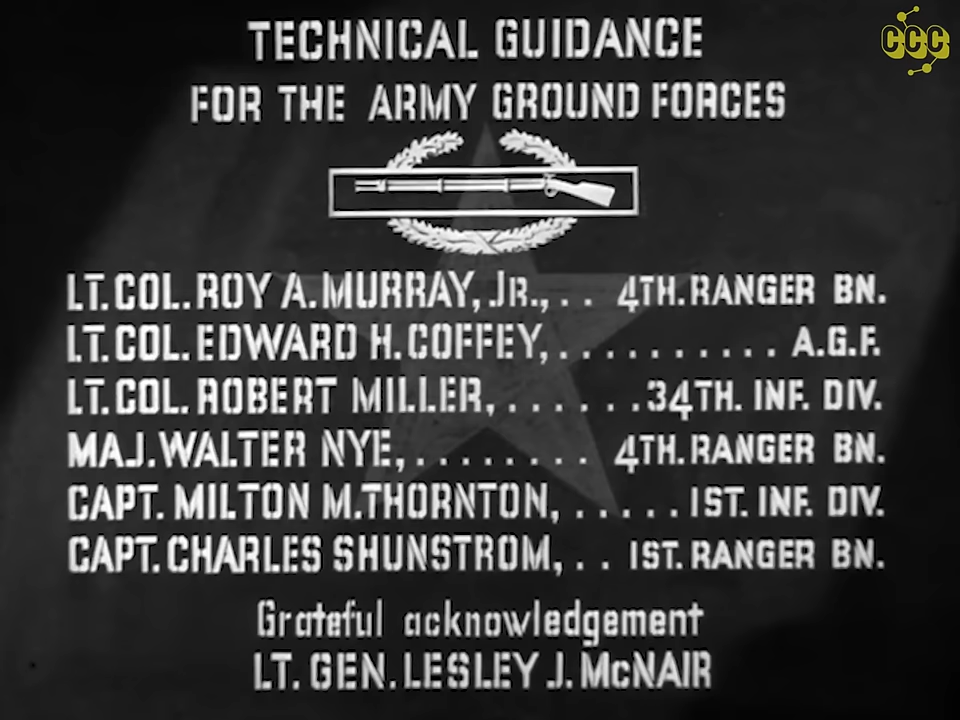 TECHNICAL GUIDANCE
CCC
FOR THE ARMY GROUND FORCES
LT. COL. ROY A. MURRAY, JR., . . 4TH. RANGER BN.
LT. COL. EDWARD H. COFFEY, . . . . . . . . . . . A.G.F.
LT. COL. ROBERT MILLER, . . . . . . . 34TH. INF. DIV.
MAJ. WALTER NYE, . . . . . . . . 4TH. RANGER BN.
CAPT. MILTON M. THORNTON, . . . . . 1ST. INF. DIV.
CAPT. CHARLES SHUNSTROM, . . 1ST. RANGER BN.
Grateful acknowledgement
LT. GEN. LESLEY J. McNAIR